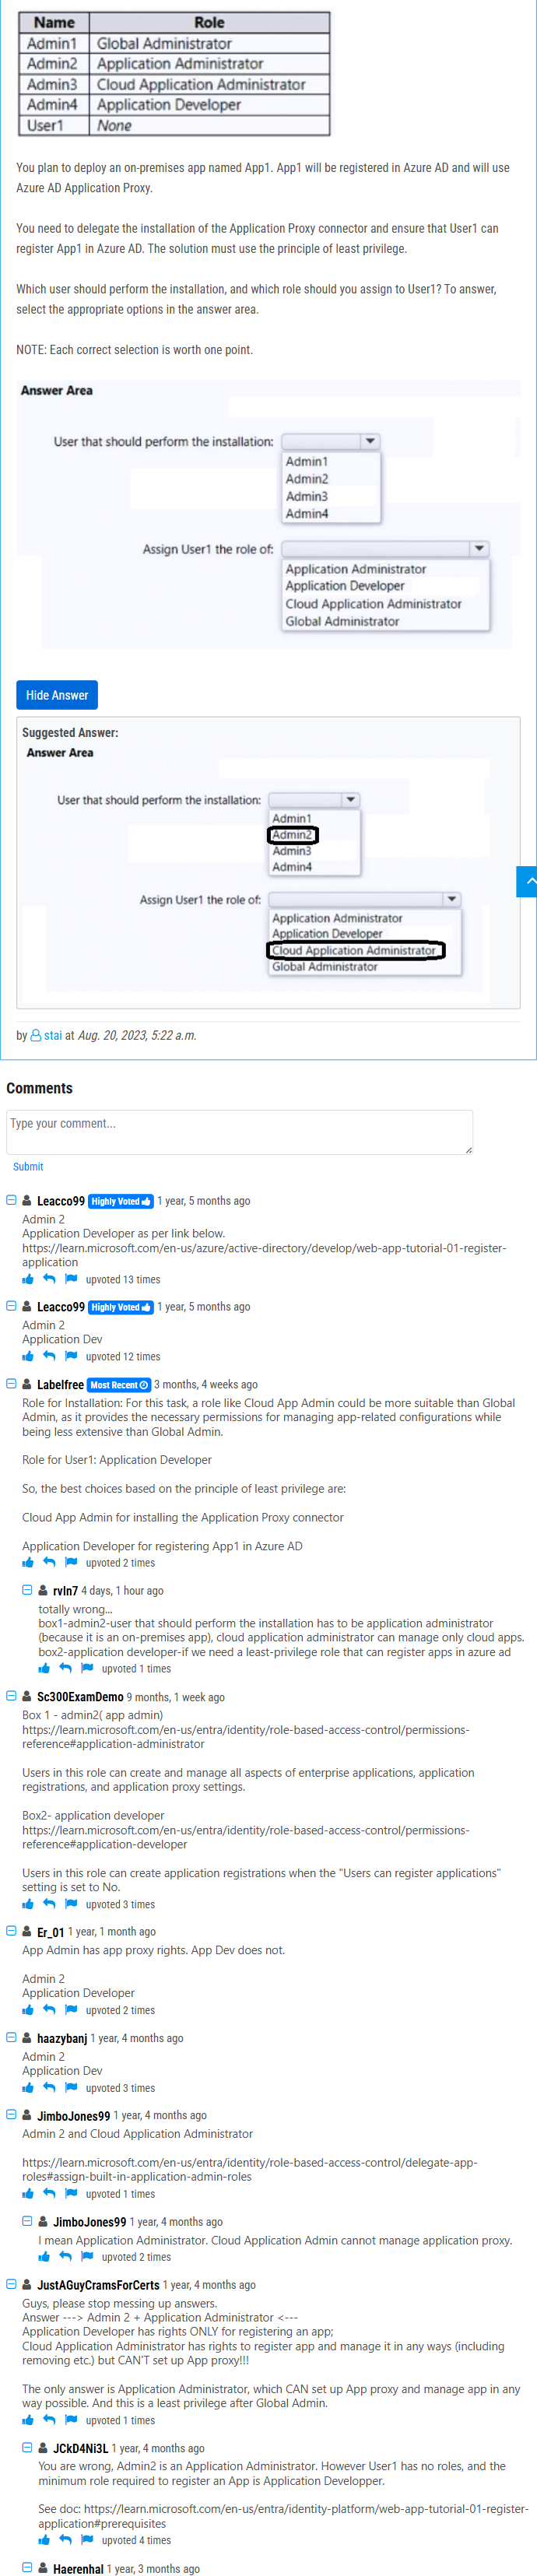 Name Role
Admin1 Global Administrator
Admin2 Application Administrator
Admin3 Cloud Application Administrator
Admin4 Application Developer
User1 None
You plan to deploy an on-premises app named App1. App1 will be registered in Azure AD and will use
Azure AD Application Proxy.
You need to delegate the installation of the Application Proxy connector and ensure that User1 can
register App1 in Azure AD. The solution must use the principle of least privilege.
Which user should perform the installation, and which role should you assign to User1? To answer,
select the appropriate options in the answer area.
NOTE: Each correct selection is worth one point.
Answer Area
User that should perform the installation:
Admin1
Admin2
Admin3
Admin4
Assign User1 the role of:
Application Administrator
Application Developer
Cloud Application Administrator
Global Administrator
Hide Answer
Suggested Answer:
Answer Area
User that should perform the installation:
Admin1
Admin2
Admin3
Admin4
Assign User1 the role of:
Application Administrator
Application Developer
Cloud Application Administrator
Global Administrator
by stai at Aug. 20, 2023, 5:22 a.m.
Comments
Type your comment...
Submit
Leacco99 Highly Voted 1 year, 5 months ago
Admin 2
Application Developer as per link below.
https://learn.microsoft.com/en-us/azure/active-directory/develop/web-app-tutorial-01-register-
application
upvoted 13 times
Leacco99 Highly Voted 1 year, 5 months ago
Admin 2
Application Dev
upvoted 12 times
Labelfree Most Recent 3 months, 4 weeks ago
Role for Installation: For this task, a role like Cloud App Admin could be more suitable than Global
Admin, as it provides the necessary permissions for managing app-related configurations while
being less extensive than Global Admin.
Role for User1: Application Developer
So, the best choices based on the principle of least privilege are:
Cloud App Admin for installing the Application Proxy connector
Application Developer for registering App1 in Azure AD
upvoted 2 times
rvln7 4 days, 1 hour ago
totally wrong...
box1-admin2-user that should perform the installation has to be application administrator
(because it is an on-premises app), cloud application administrator can manage only cloud apps.
box2-application developer-if we need a least-privilege role that can register apps in azure ad
upvoted 1 times
Sc300ExamDemo 9 months, 1 week ago
Box 1 - admin2( app admin)
https://learn.microsoft.com/en-us/entra/identity/role-based-access-control/permissions-
reference#application-administrator
Users in this role can create and manage all aspects of enterprise applications, application
registrations, and application proxy settings.
Box2- application developer
https://learn.microsoft.com/en-us/entra/identity/role-based-access-control/permissions-
reference#application-developer
Users in this role can create application registrations when the "Users can register applications"
setting is set to No.
upvoted 3 times
Er_01 1 year, 1 month ago
App Admin has app proxy rights. App Dev does not.
Admin 2
Application Developer
upvoted 2 times
haazybanj 1 year, 4 months ago
Admin 2
Application Dev
upvoted 3 times
JimboJones99 1 year, 4 months ago
Admin 2 and Cloud Application Administrator
https://learn.microsoft.com/en-us/entra/identity/role-based-access-control/delegate-app-
roles#assign-built-in-application-admin-roles
upvoted 1 times
JimboJones99 1 year, 4 months ago
I mean Application Administrator. Cloud Application Admin cannot manage application proxy.
upvoted 2 times
JustAGuyCramsForCerts 1 year, 4 months ago
Guys, please stop messing up answers.
Answer ---> Admin 2 + Application Administrator <---
Application Developer has rights ONLY for registering an app;
Cloud Application Administrator has rights to register app and manage it in any ways (including
removing etc.) but CAN'T set up App proxy!!!
The only answer is Application Administrator, which CAN set up App proxy and manage app in any
way possible. And this is a least privilege after Global Admin.
upvoted 1 times
JCkD4Ni3L 1 year, 4 months ago
You are wrong, Admin2 is an Application Administrator. However User1 has no roles, and the
minimum role required to register an App is Application Developper.
See doc: https://learn.microsoft.com/en-us/entra/identity-platform/web-app-tutorial-01-register-
application#prerequisites
upvoted 4 times
Haerenhal 1 year, 3 months ago